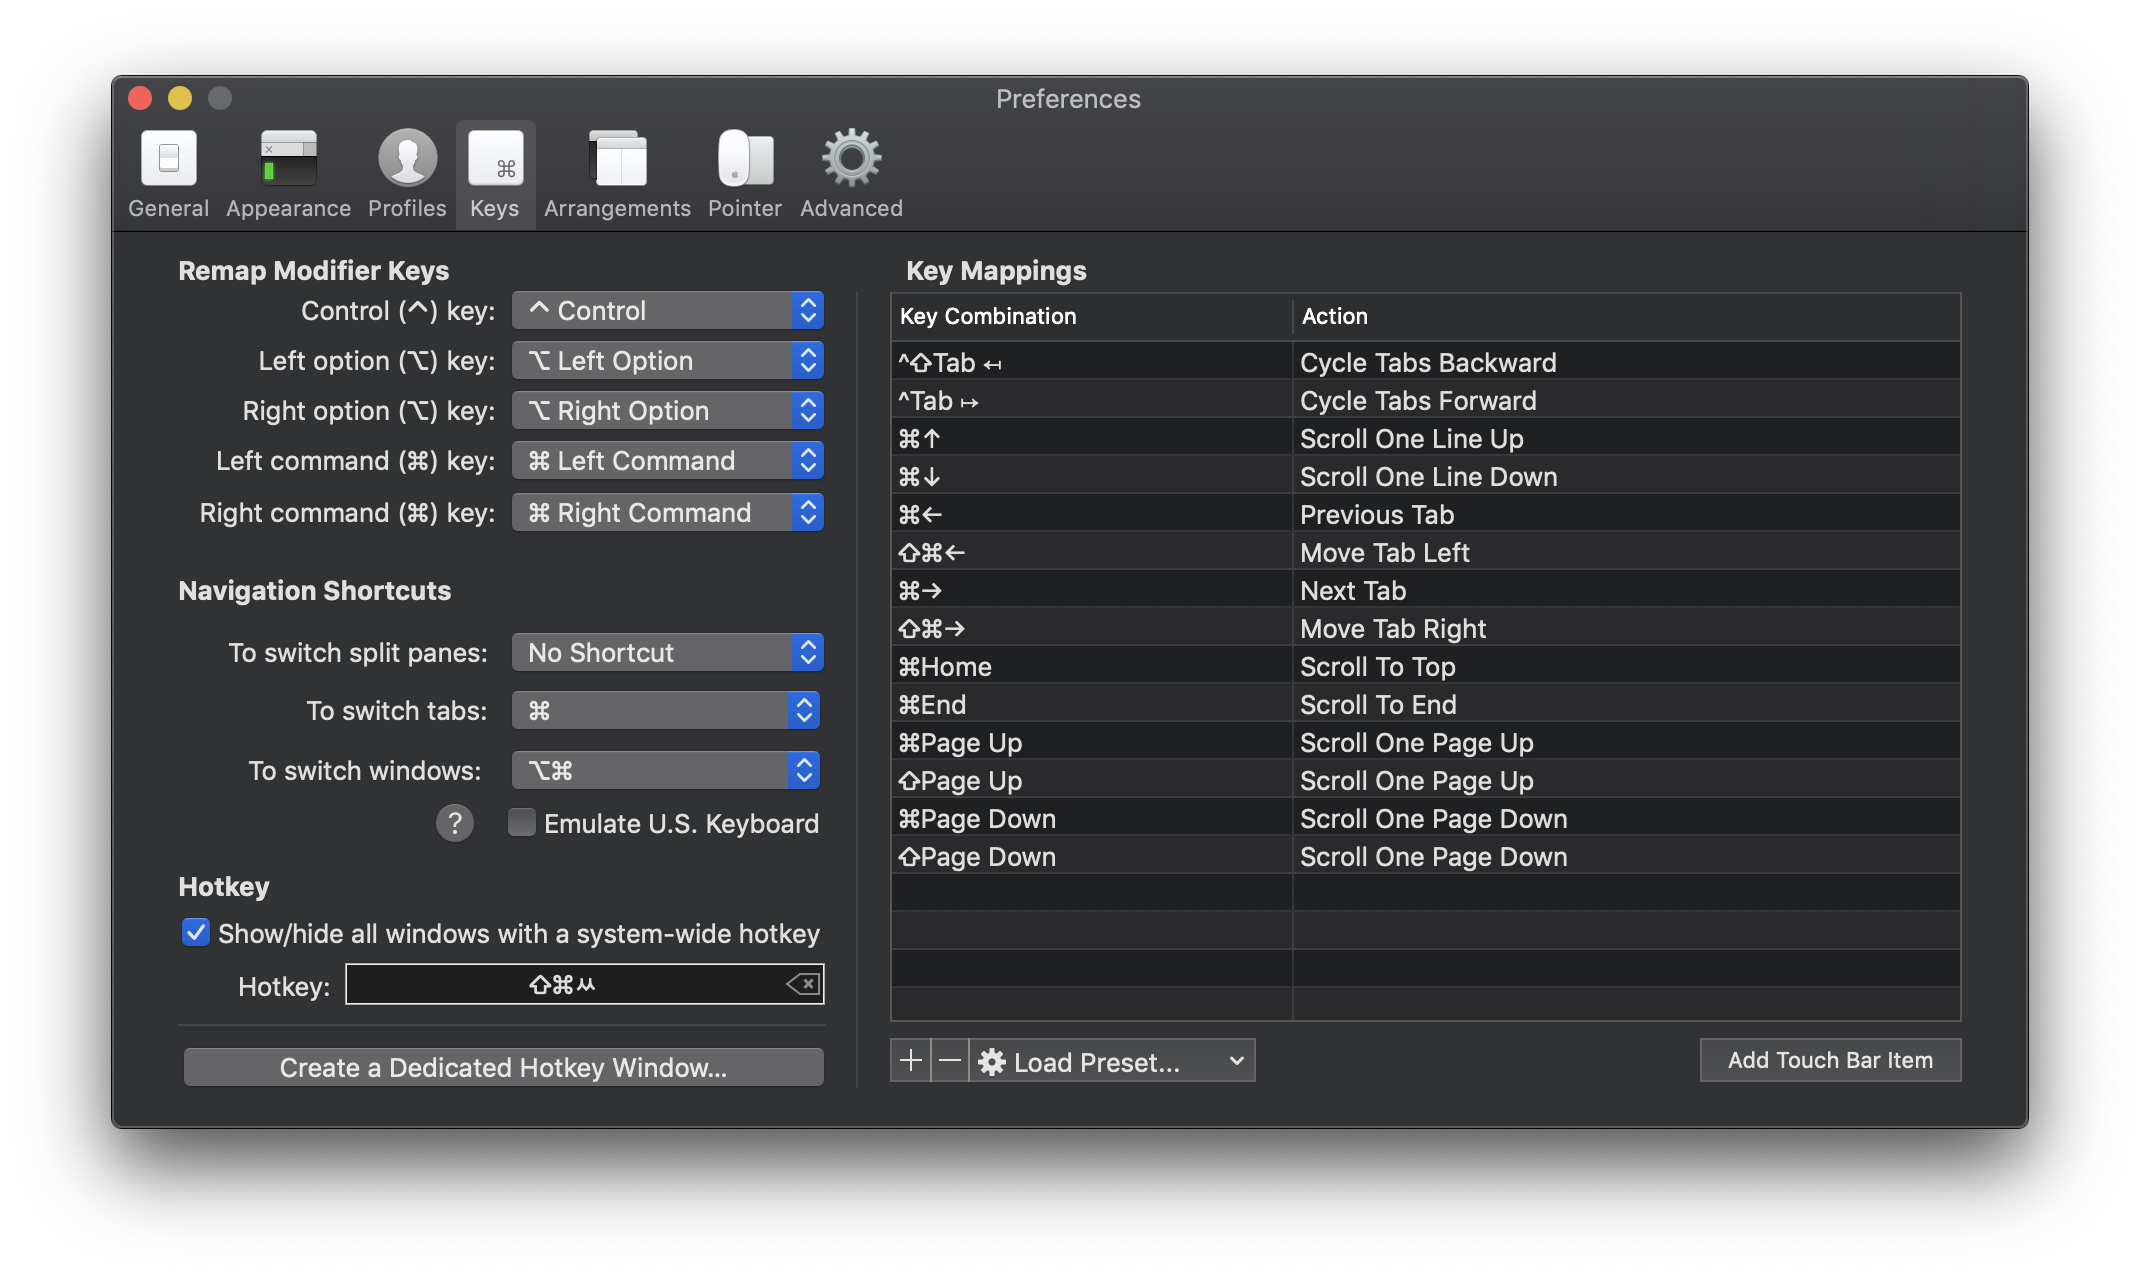 Preferences
General Appearance Profiles Keys Arrangements Pointer Advanced
Remap Modifier Keys
Control (^) key: ^ Control
Left option (⌥) key: ⌥ Left Option
Right option (⌥) key: ⌥ Right Option
Left command (⌘) key: ⌘ Left Command
Right command (⌘) key: ⌘ Right Command
Navigation Shortcuts
To switch split panes: No Shortcut
To switch tabs: ⌘
To switch windows: ⌥⌘
? Emulate U.S. Keyboard
Hotkey
Show/hide all windows with a system-wide hotkey
Hotkey: ⇧⌘
Create a Dedicated Hotkey Window...
Key Mappings
Key Combination Action
^⇧Tab ↤ Cycle Tabs Backward
^Tab ↦ Cycle Tabs Forward
⌘↑ Scroll One Line Up
⌘↓ Scroll One Line Down
⌘← Previous Tab
⇧⌘← Move Tab Left
⌘→ Next Tab
⇧⌘→ Move Tab Right
⌘Home Scroll To Top
⌘End Scroll To End
⌘Page Up Scroll One Page Up
⇧Page Up Scroll One Page Up
⌘Page Down Scroll One Page Down
⇧Page Down Scroll One Page Down
+ − Load Preset...
Add Touch Bar Item